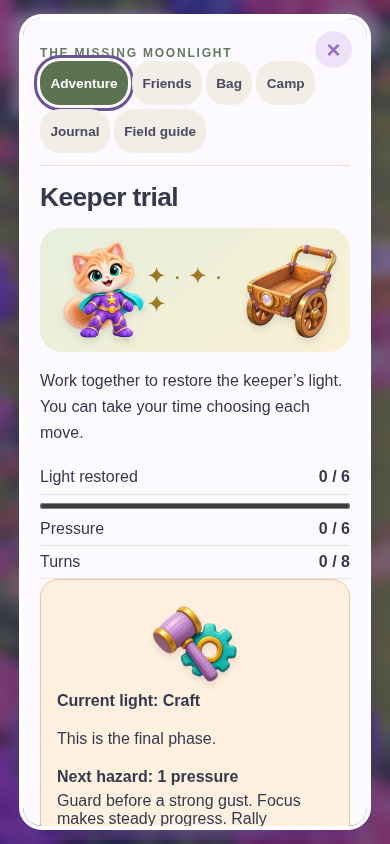 THE MISSING MOONLIGHT
×
Adventure Friends Bag Camp
Journal Field guide
Keeper trial
Work together to restore the keeper’s light.
You can take your time choosing each
move.
Light restored 0 / 6
Pressure 0 / 6
Turns 0 / 8
Current light: Craft
This is the final phase.
Next hazard: 1 pressure
Guard before a strong gust. Focus
makes steady progress. Rally